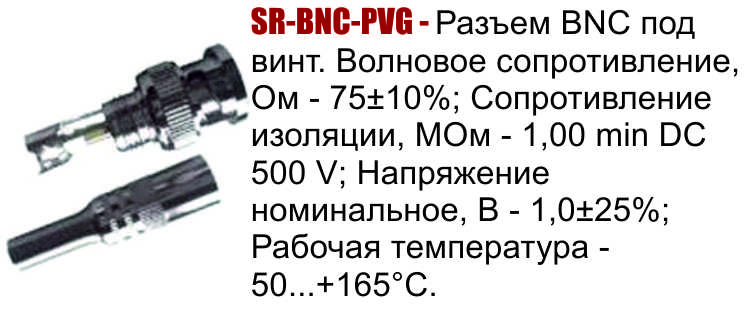 SR-BNC-PVG - Разъем BNC под
винт. Волновое сопротивление,
Ом - 75±10%; Сопротивление
изоляции, МОм - 1,00 min DC
500 V; Напряжение
номинальное, В - 1,0±25%;
Рабочая температура -
50...+165°C.